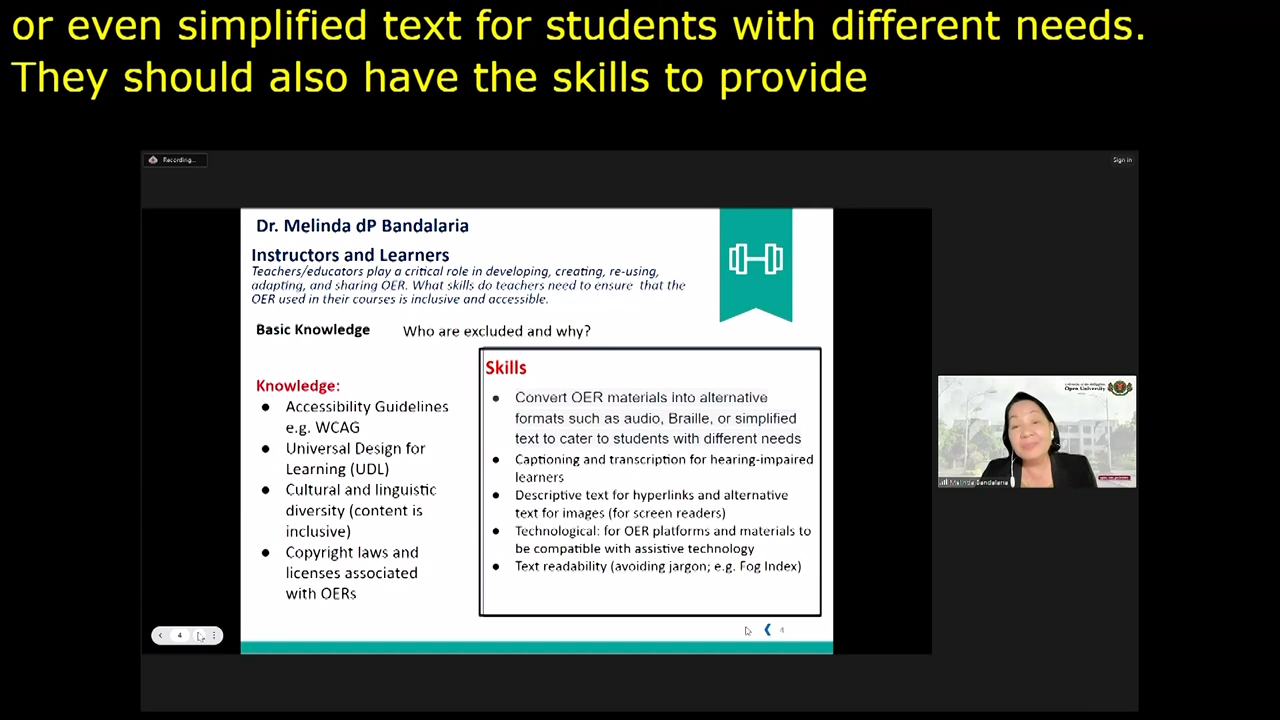 or even simplified text for students with different needs.
They should also have the skills to provide
Recording...
Sign in
Dr. Melinda dP Bandalaria
Instructors and Learners
Teachers/educators play a critical role in developing, creating, re-using,
adapting, and sharing OER. What skills do teachers need to ensure that the
OER used in their courses is inclusive and accessible.
Basic Knowledge
Who are excluded and why?
Knowledge:
● Accessibility Guidelines
e.g. WCAG
● Universal Design for
Learning (UDL)
● Cultural and linguistic
diversity (content is
inclusive)
● Copyright laws and
licenses associated
with OERs
Skills
● Convert OER materials into alternative
formats such as audio, Braille, or simplified
text to cater to students with different needs
● Captioning and transcription for hearing-impaired
learners
● Descriptive text for hyperlinks and alternative
text for images (for screen readers)
● Technological: for OER platforms and materials to
be compatible with assistive technology
● Text readability (avoiding jargon; e.g. Fog Index)
4
4
Open University
Melinda Bandalaria